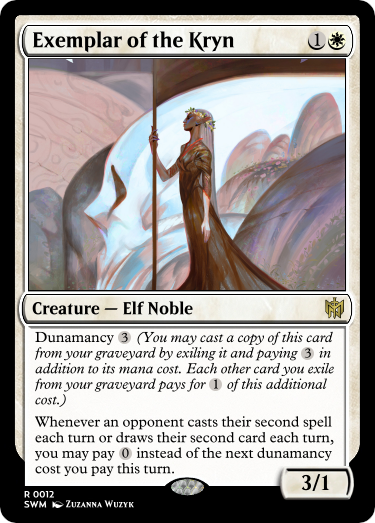 Exemplar of the Kryn 1
Creature — Elf Noble
Dunamancy 3 (You may cast a copy of this card
from your graveyard by exiling it and paying 3 in
addition to its mana cost. Each other card you exile
from your graveyard pays for 1 of this additional
cost.)
Whenever an opponent casts their second spell
each turn or draws their second card each turn,
you may pay 0 instead of the next dunamancy
cost you pay this turn.
3/1
R 0012
SWM Zuzanna Wuzyk